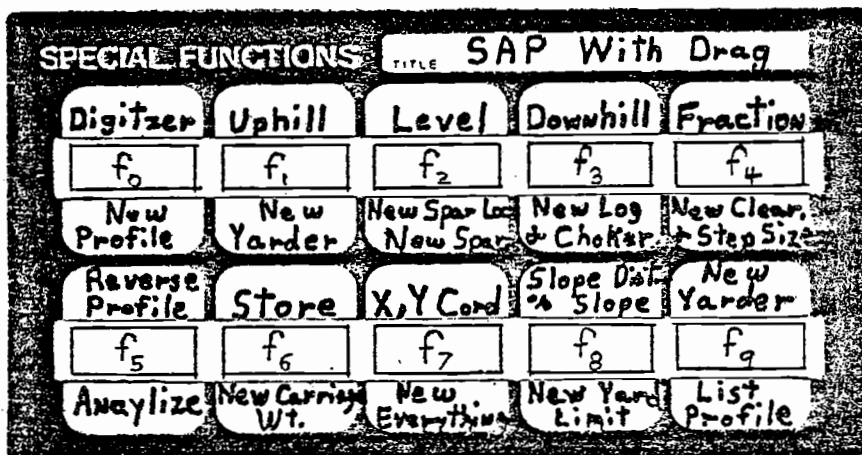 SPECIAL FUNCTIONS TITLE SAP With Drag
Digitzer Uphill Level Downhill Fraction
f₀ f₁ f₂ f₃ f₄
New New New Spar Loc New Log New Clear.
Profile Yarder New Spar & Choker & Step Size
Reverse Slope Dist. New
Profile Store X,Y Cord % Slope Yarder
f₅ f₆ f₇ f₈ f₉
Anaylize New Carriage New New Yard List
Wt. Everything Limit Profile